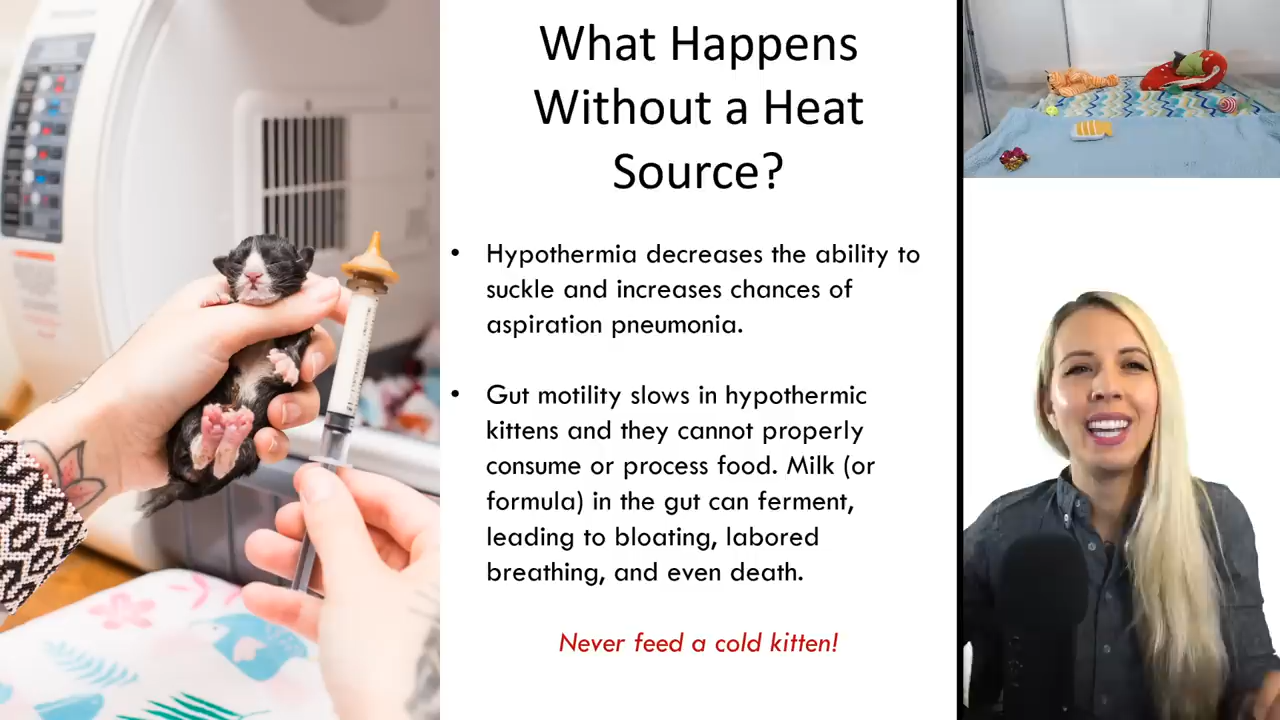 What Happens
Without a Heat
Source?
• Hypothermia decreases the ability to
suckle and increases chances of
aspiration pneumonia.
• Gut motility slows in hypothermic
kittens and they cannot properly
consume or process food. Milk (or
formula) in the gut can ferment,
leading to bloating, labored
breathing, and even death.
Never feed a cold kitten!